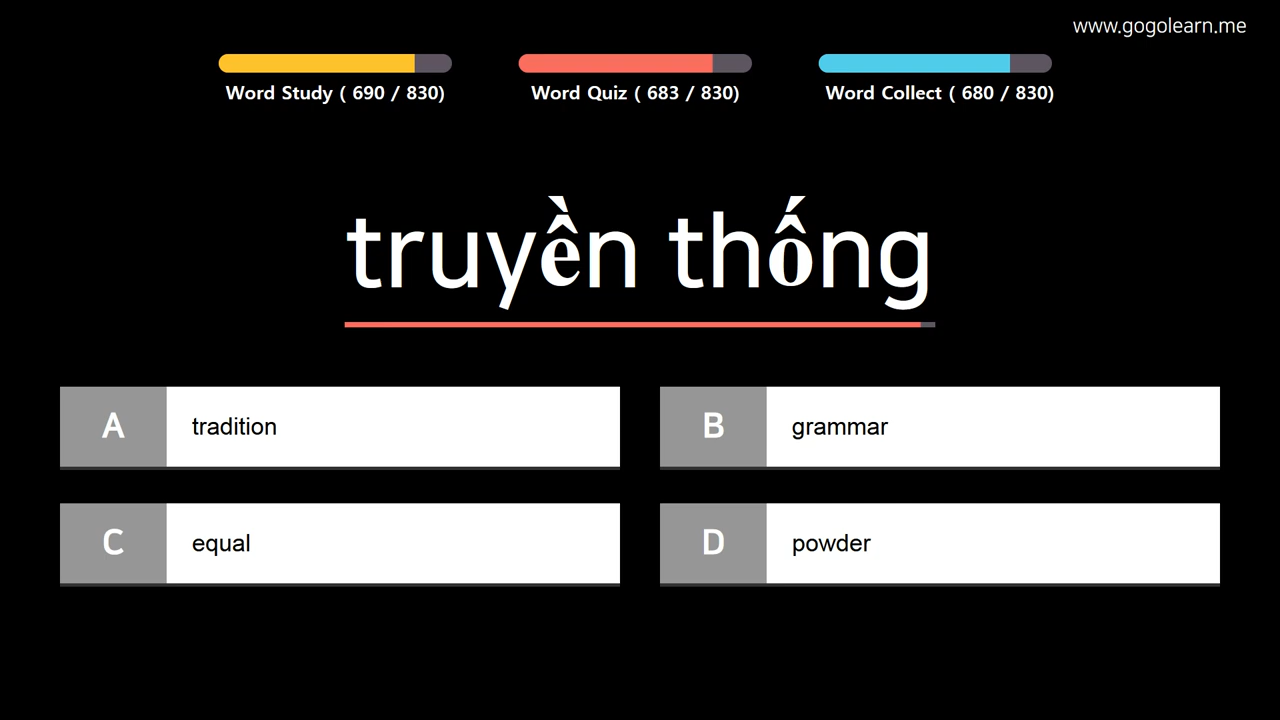 www.gogolearn.me
Word Study ( 690 / 830)
Word Quiz ( 683 / 830)
Word Collect ( 680 / 830)
truyền thống
A tradition
B grammar
C equal
D powder